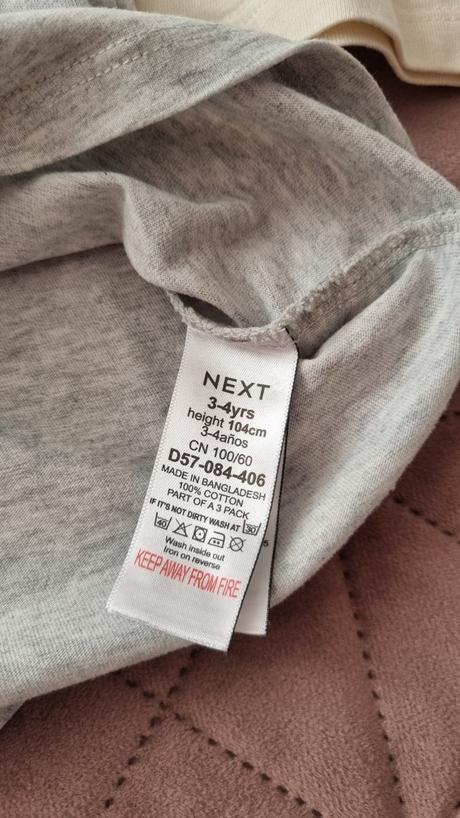 NEXT
3-4yrs
height 104cm
3-4años
CN 100/60
D57-084-406
MADE IN BANGLADESH
100% COTTON
PART OF A 3 PACK
IF IT'S NOT DIRTY WASH AT 30
40
Wash inside out
Iron on reverse
KEEP AWAY FROM FIRE